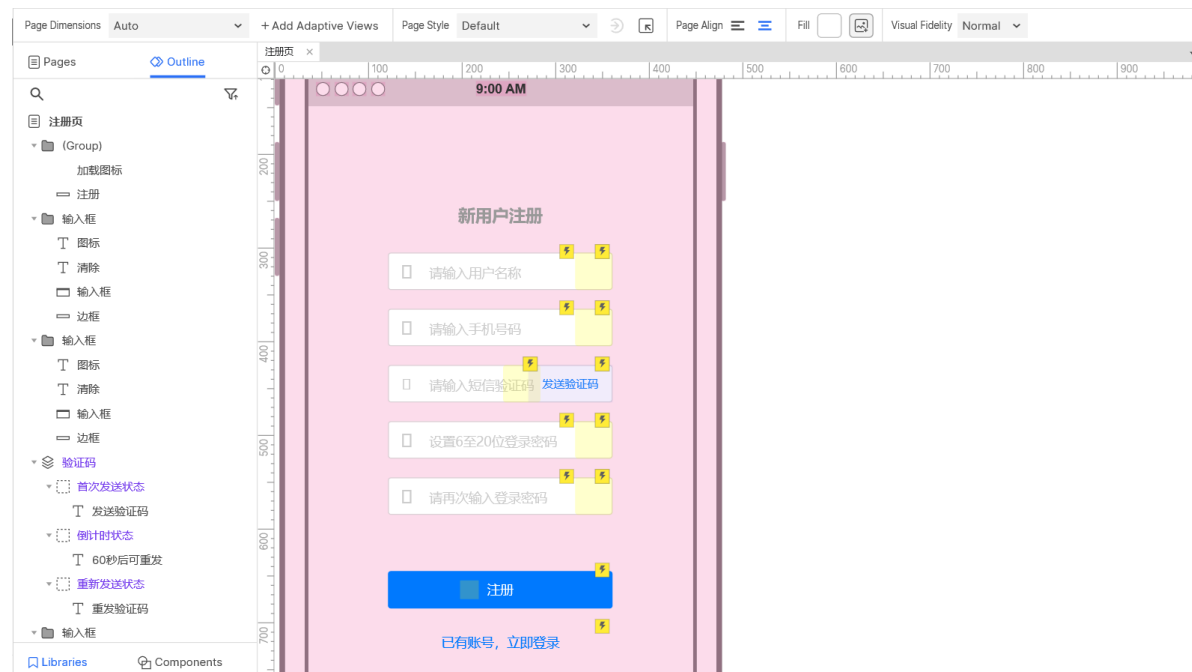 Page Dimensions Auto + Add Adaptive Views Page Style Default Page Align Fill Visual Fidelity Normal
Pages Outline
注册页
0 100 200 300 400 500 600 700 800 900
注册页
(Group)
加载图标
注册
输入框
图标
清除
输入框
边框
输入框
图标
清除
输入框
边框
验证码
首次发送状态
发送验证码
倒计时状态
60秒后可重发
重新发送状态
重发验证码
输入框
Libraries Components
200
300
400
500
600
700
9:00 AM
新用户注册
请输入用户名称
请输入手机号码
请输入短信验证码 发送验证码
设置6至20位登录密码
请再次输入登录密码
注册
已有账号，立即登录